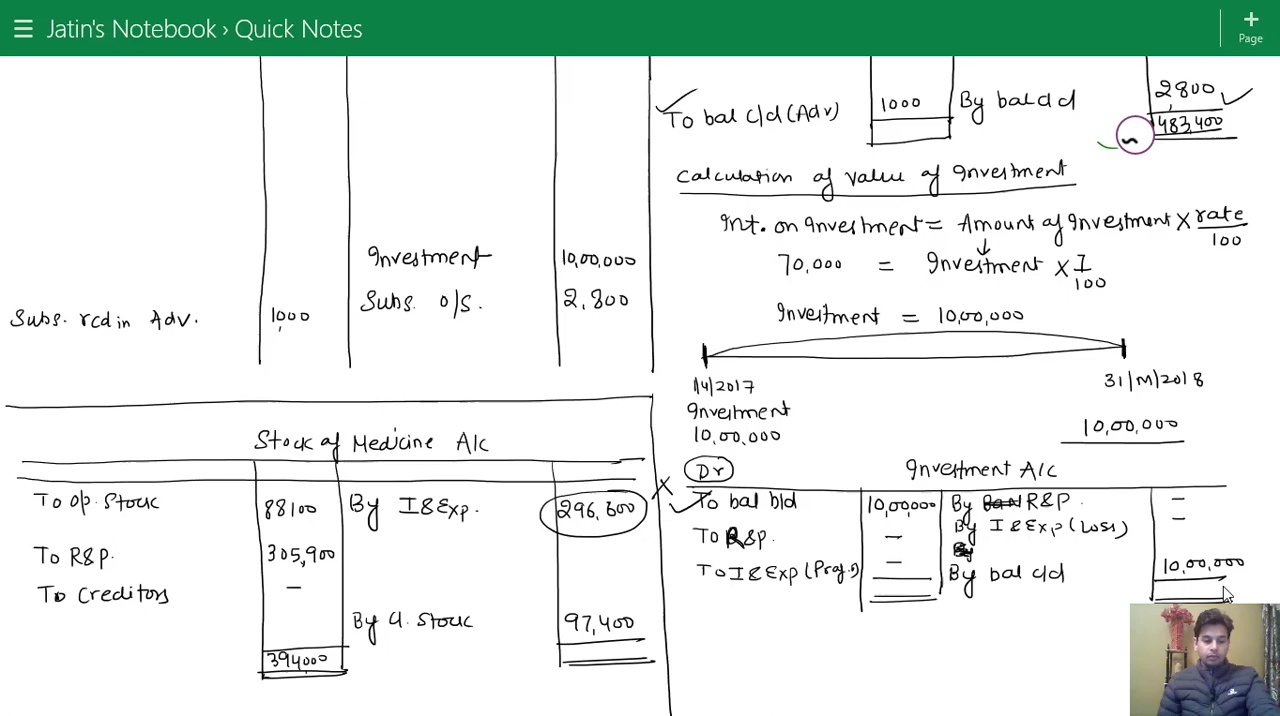 Jatin's Notebook › Quick Notes
Page
2,800
To bal c/d (Adv) 1000 By bal c/d
483,400
Calculation of value of Investment
Int. on Investment = Amount of Investment × rate/100
70,000 = Investment × 7/100
Investment = 10,00,000
Investment 10,00,000
Subs. o/s. 2,800
Subs. rcd in Adv. 1000
1/4/2017
31/M/2018
Investment
10,00,000
10,00,000
Stock of Medicine A/c
To op. Stock 88100 By I&Exp. 296,600
To R&P. 305,900
To Creditors –
By Cl. Stock 97,400
394000
Dr Investment A/c
To bal b/d 10,00,000 By R&P. –
To R&P. – By I&Exp (Loss) –
To I&Exp (Prof.) – By bal c/d 10,00,000